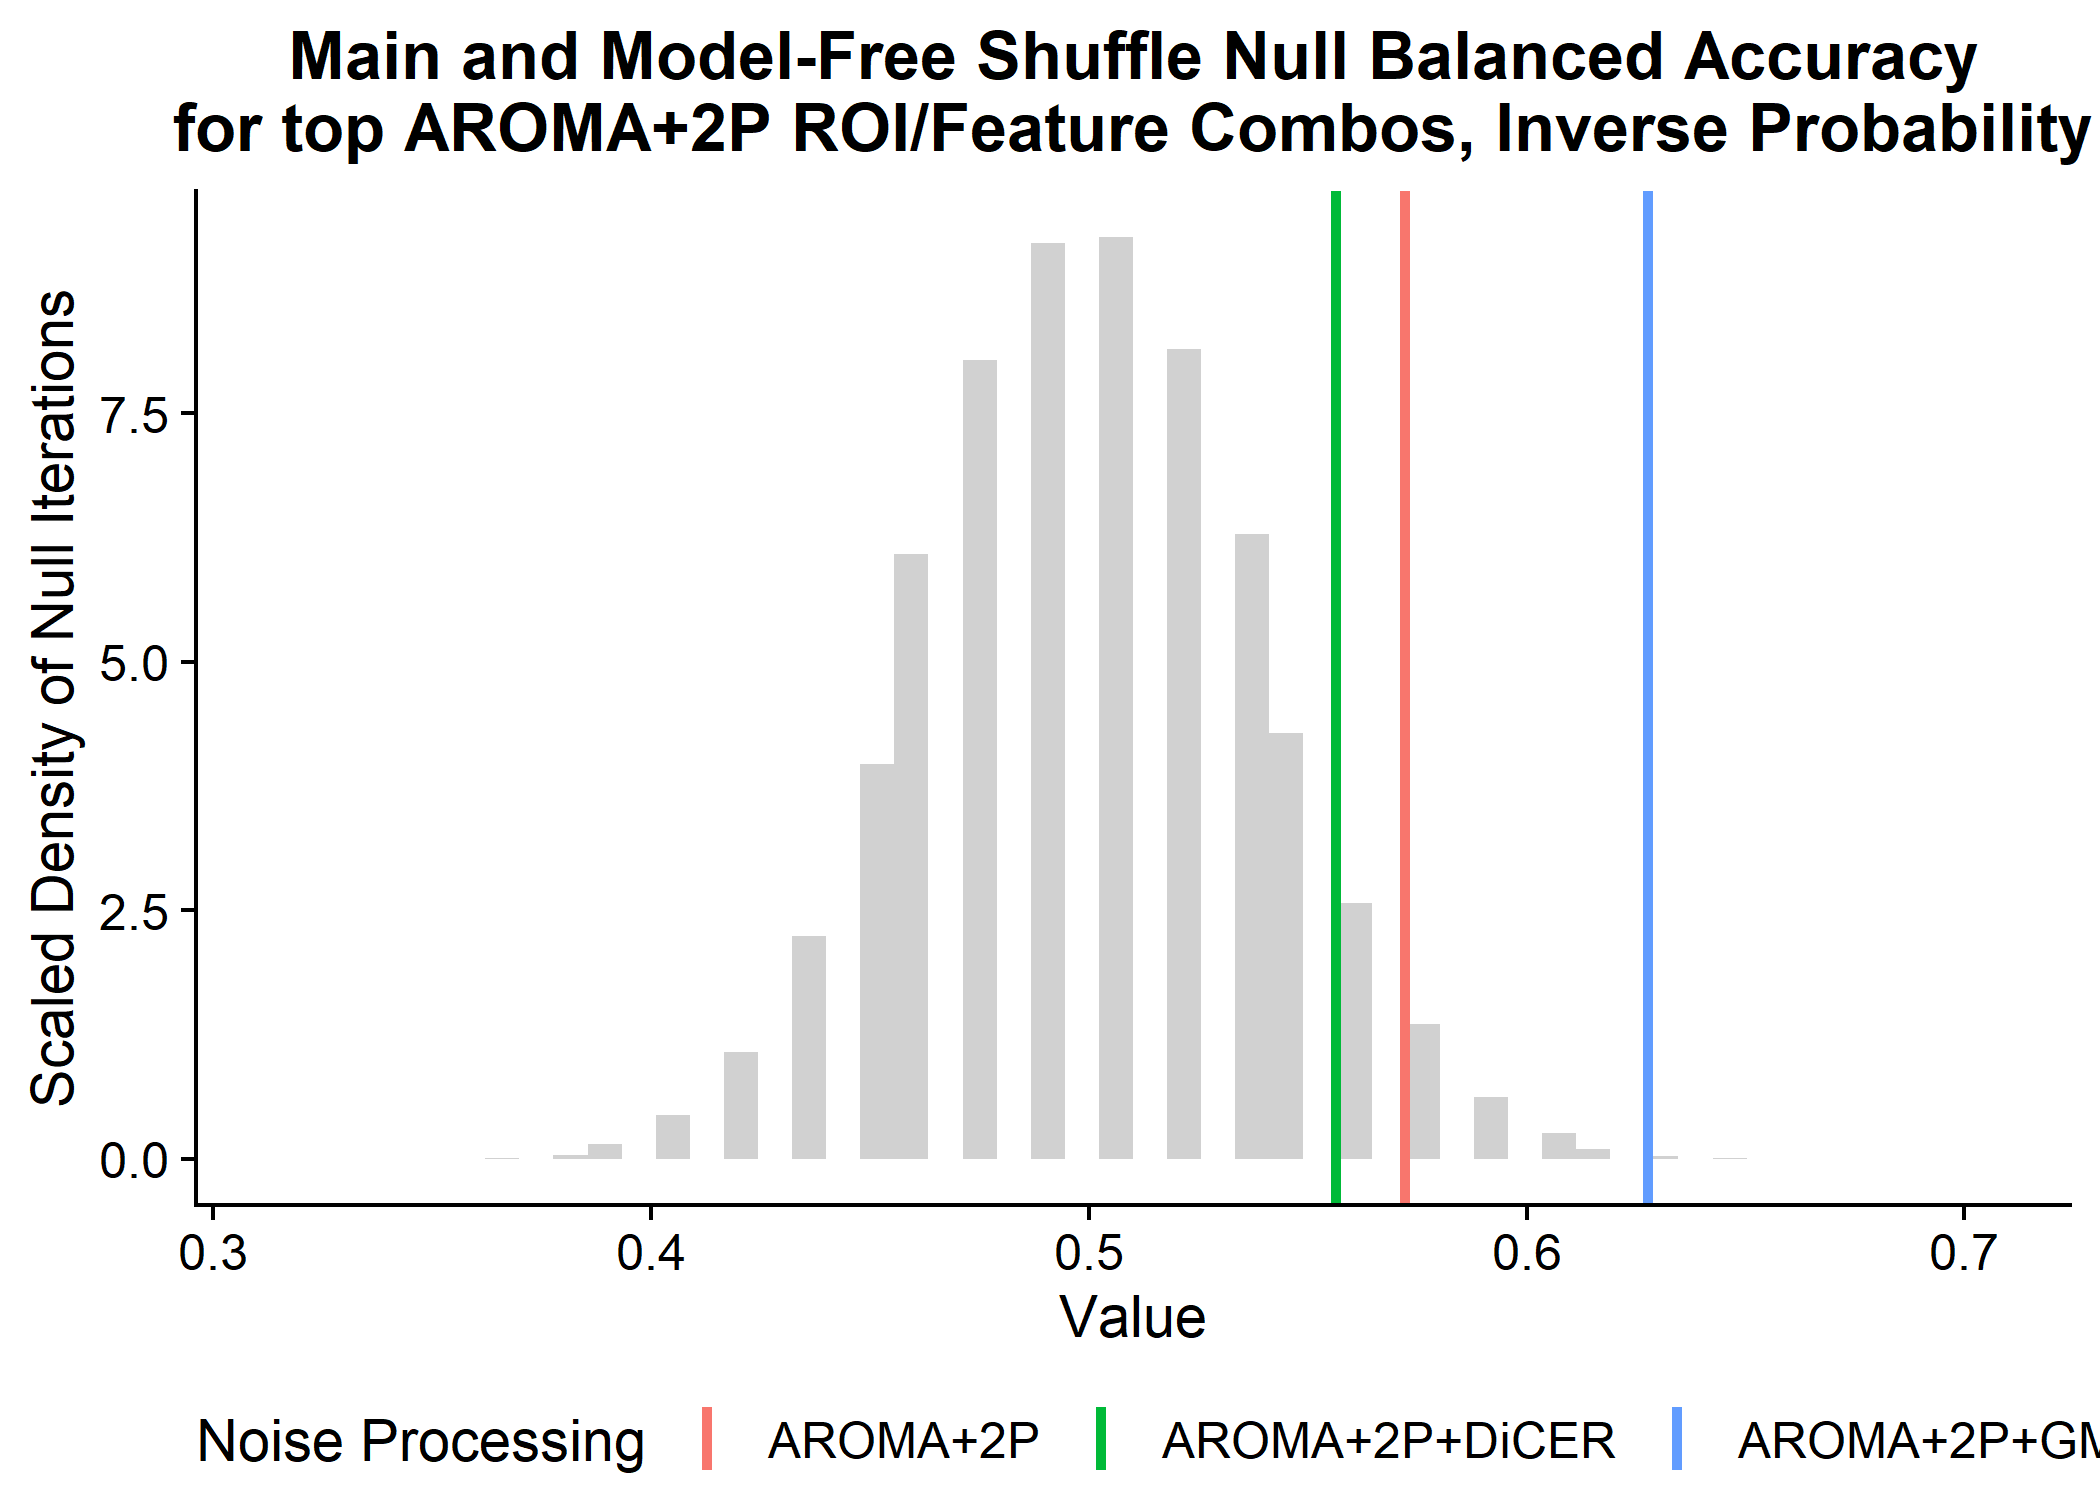 Main and Model-Free Shuffle Null Balanced Accuracy
for top AROMA+2P ROI/Feature Combos, Inverse Probability
Scaled Density of Null Iterations
7.5
5.0
2.5
0.0
0.3 0.4 0.5 0.6 0.7
Value
Noise Processing AROMA+2P AROMA+2P+DiCER